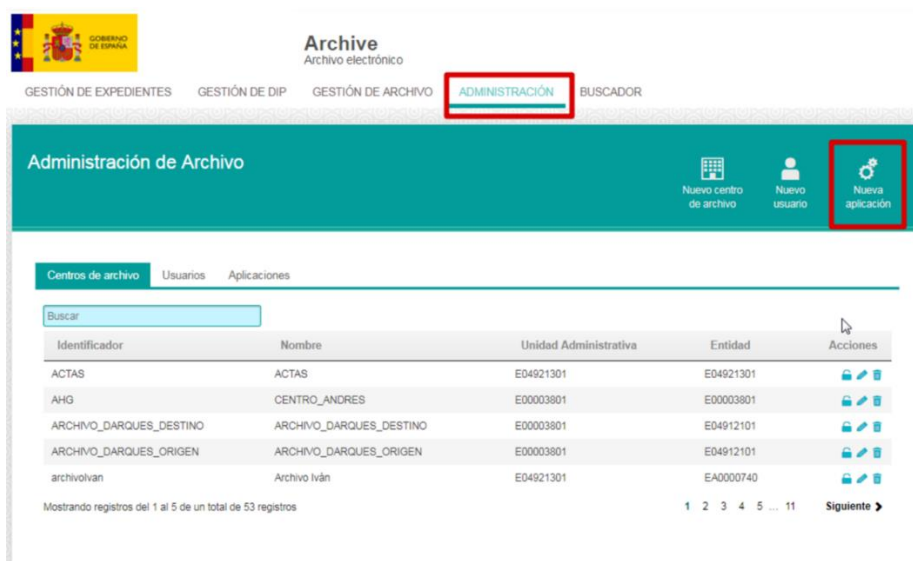 GOBIERNO
DE ESPAÑA
Archive
Archivo electrónico
GESTIÓN DE EXPEDIENTES GESTIÓN DE DIP GESTIÓN DE ARCHIVO ADMINISTRACIÓN BUSCADOR
Administración de Archivo
Nuevo centro
de archivo
Nuevo
usuario
Nueva
aplicación
Centros de archivo Usuarios Aplicaciones
Buscar
Identificador Nombre Unidad Administrativa Entidad Acciones
ACTAS ACTAS E04921301 E04921301
AHG CENTRO_ANDRES E00003801 E00003801
ARCHIVO_DARQUES_DESTINO ARCHIVO_DARQUES_DESTINO E00003801 E04912101
ARCHIVO_DARQUES_ORIGEN ARCHIVO_DARQUES_ORIGEN E00003801 E04912101
archivoIvan Archivo Iván E04921301 EA0000740
Mostrando registros del 1 al 5 de un total de 53 registros 1 2 3 4 5 ... 11 Siguiente